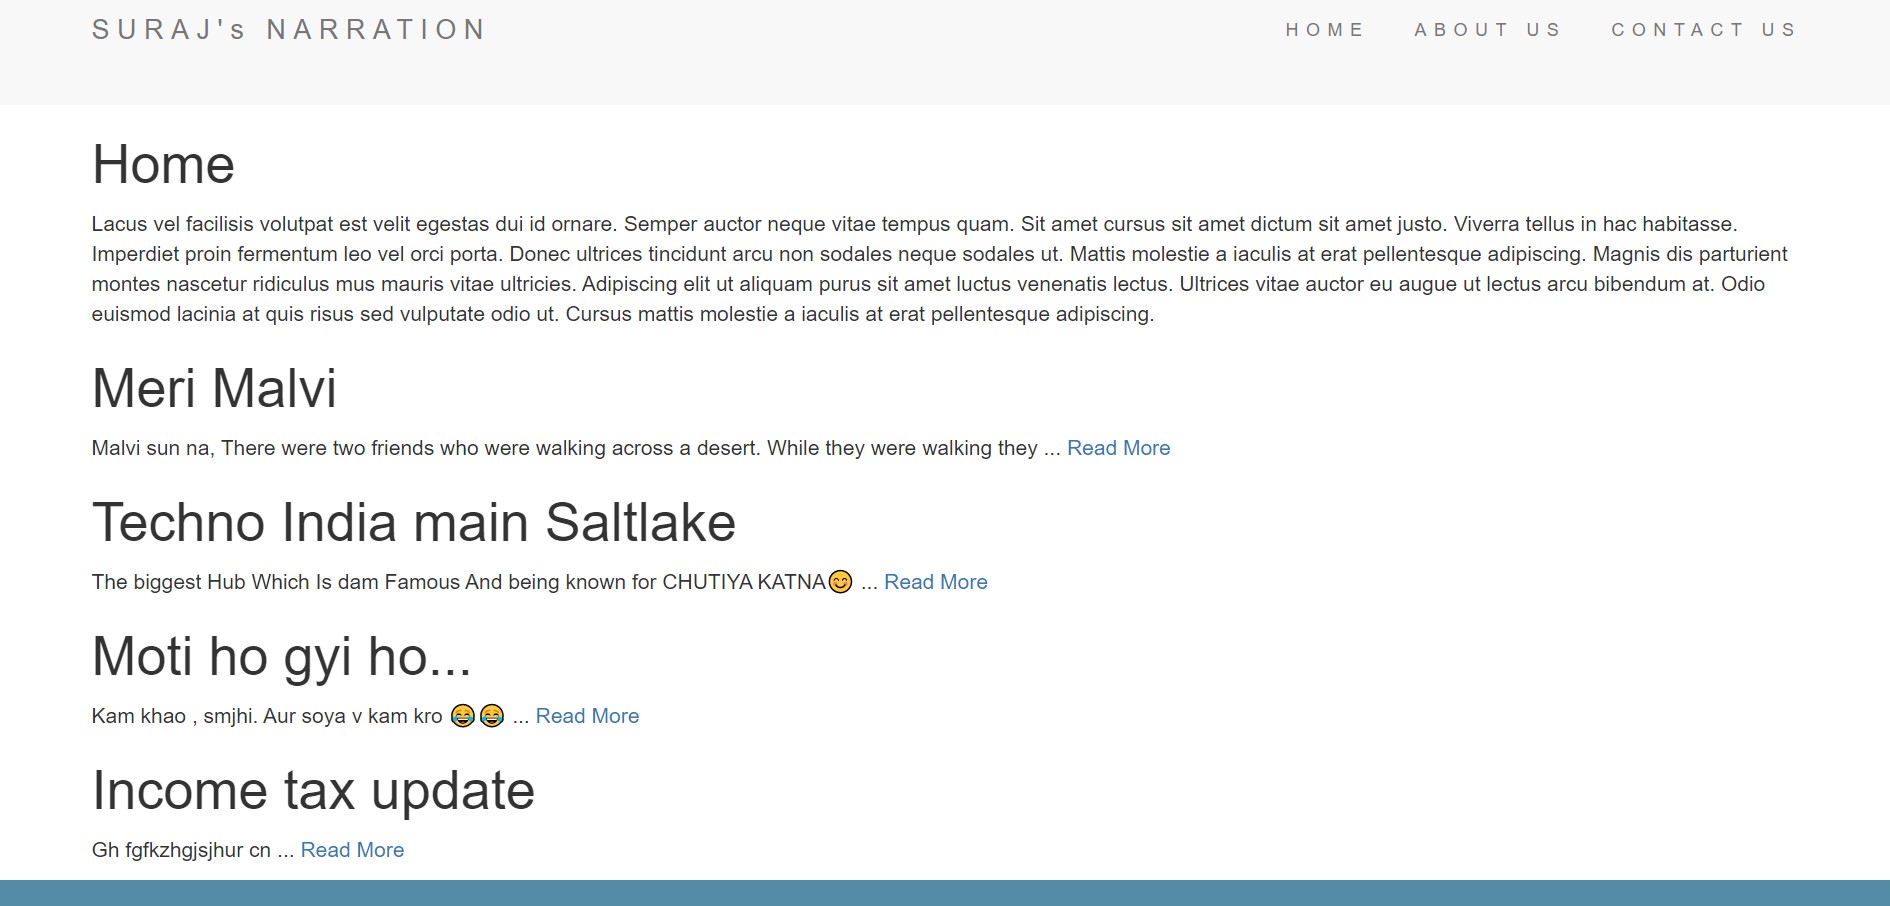 SURAJ's NARRATION
HOME ABOUT US CONTACT US
Home
Lacus vel facilisis volutpat est velit egestas dui id ornare. Semper auctor neque vitae tempus quam. Sit amet cursus sit amet dictum sit amet justo. Viverra tellus in hac habitasse.
Imperdiet proin fermentum leo vel orci porta. Donec ultrices tincidunt arcu non sodales neque sodales ut. Mattis molestie a iaculis at erat pellentesque adipiscing. Magnis dis parturient
montes nascetur ridiculus mus mauris vitae ultricies. Adipiscing elit ut aliquam purus sit amet luctus venenatis lectus. Ultrices vitae auctor eu augue ut lectus arcu bibendum at. Odio
euismod lacinia at quis risus sed vulputate odio ut. Cursus mattis molestie a iaculis at erat pellentesque adipiscing.
Meri Malvi
Malvi sun na, There were two friends who were walking across a desert. While they were walking they ... Read More
Techno India main Saltlake
The biggest Hub Which Is dam Famous And being known for CHUTIYA KATNA😊 ... Read More
Moti ho gyi ho...
Kam khao , smjhi. Aur soya v kam kro 😂😂 ... Read More
Income tax update
Gh fgfkzhgjsjhur cn ... Read More